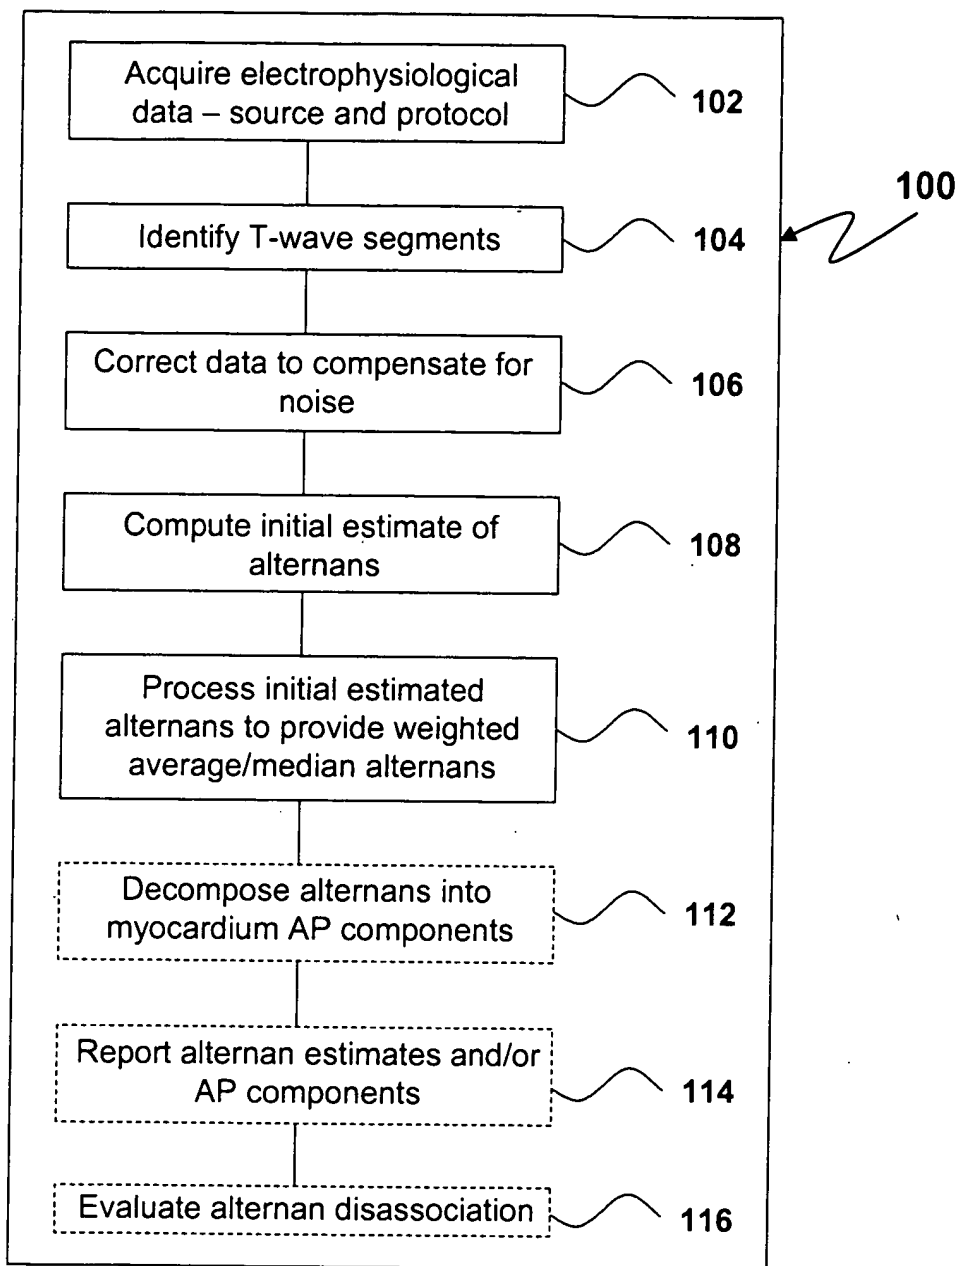 Acquire electrophysiological
data – source and protocol
102
100
Identify T-wave segments
104
Correct data to compensate for
noise
106
Compute initial estimate of
alternans
108
Process initial estimated
alternans to provide weighted
average/median alternans
110
Decompose alternans into
myocardium AP components
112
Report alternan estimates and/or
AP components
114
Evaluate alternan disassociation
116